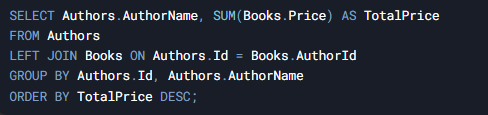 SELECT Authors.AuthorName, SUM(Books.Price) AS TotalPrice
FROM Authors
LEFT JOIN Books ON Authors.Id = Books.AuthorId
GROUP BY Authors.Id, Authors.AuthorName
ORDER BY TotalPrice DESC;